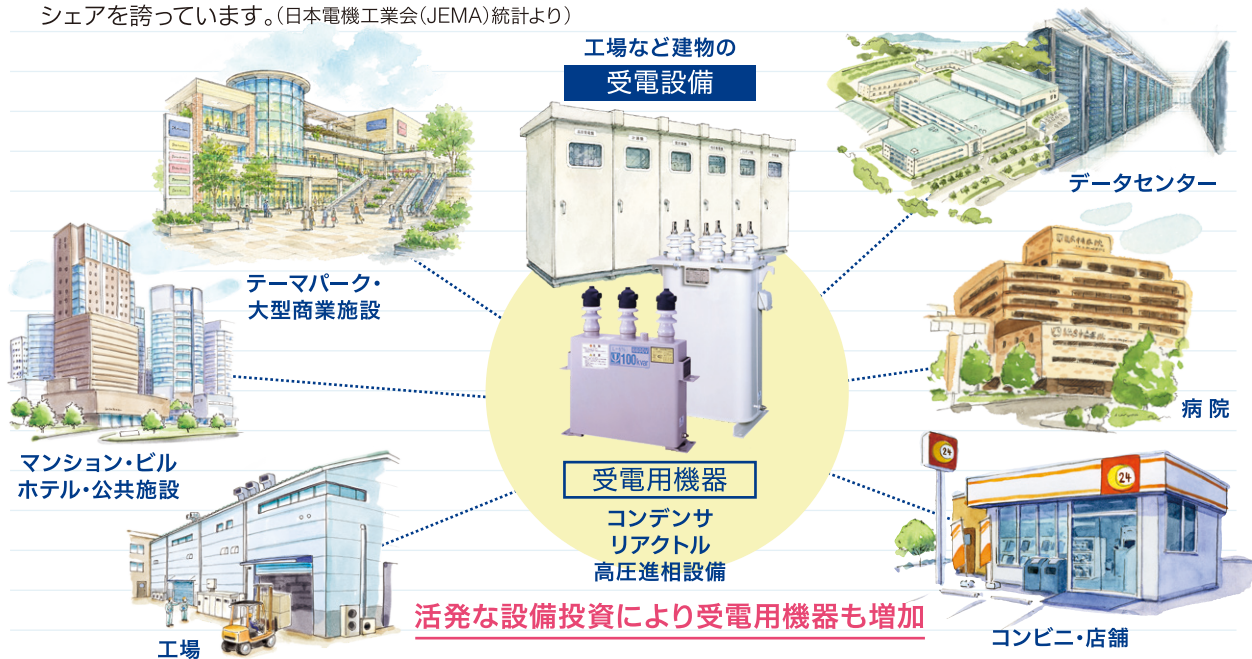 シェアを誇っています。(日本電機工業会(JEMA)統計より)
工場など建物の
受電設備
データセンター
テーマパーク・
大型商業施設
マンション・ビル
ホテル・公共施設
病院
受電用機器
コンデンサ
リアクトル
高圧進相設備
100kvar
24
24
工場
コンビニ・店舗
活発な設備投資により受電用機器も増加